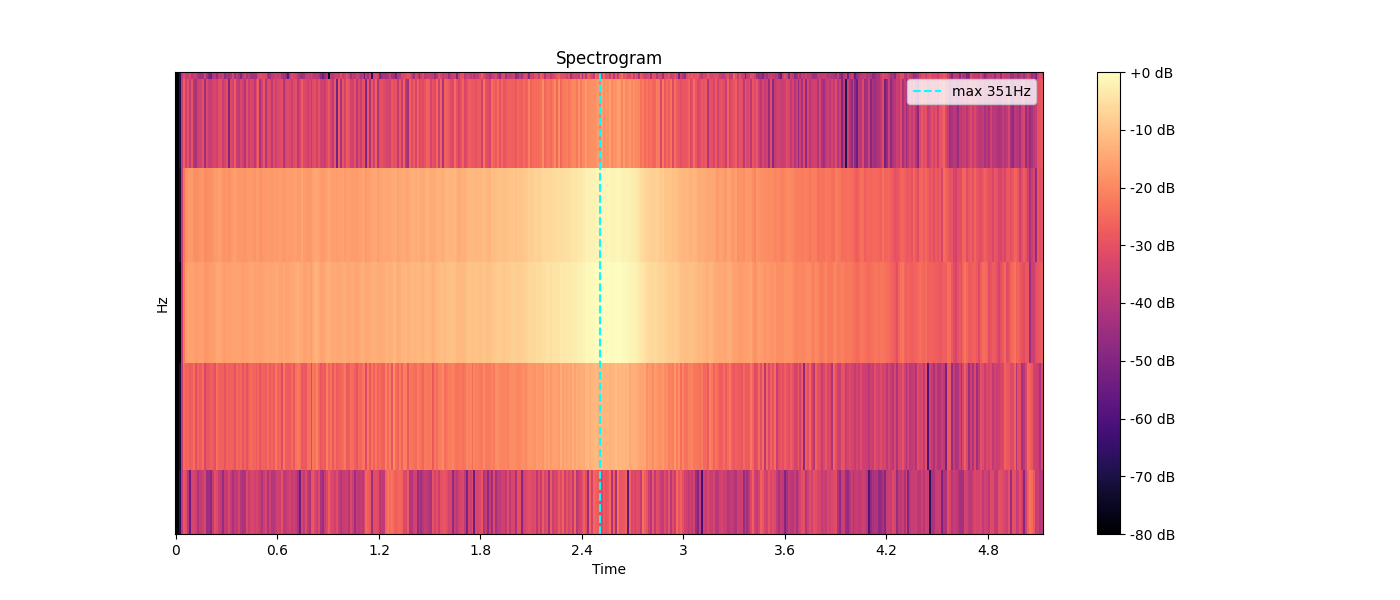 Spectrogram
max 351Hz
Hz
0 0.6 1.2 1.8 2.4 3 3.6 4.2 4.8
Time
+0 dB
-10 dB
-20 dB
-30 dB
-40 dB
-50 dB
-60 dB
-70 dB
-80 dB